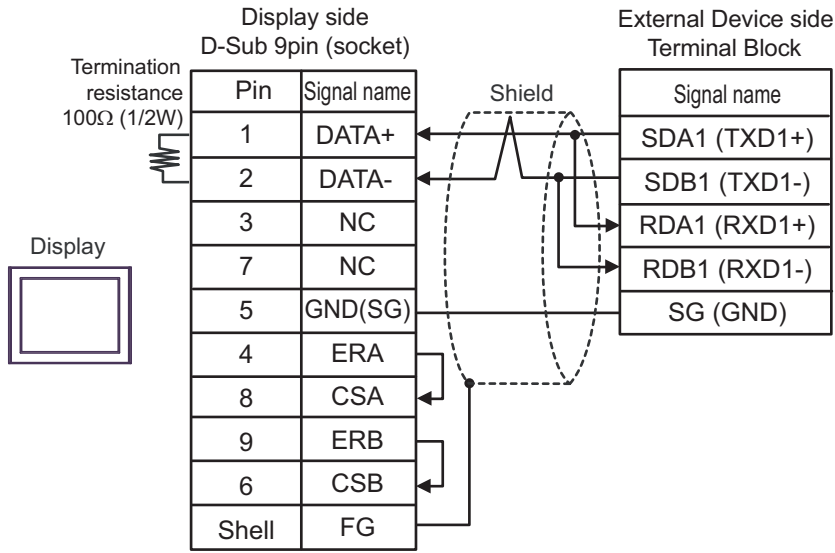 Display side
D-Sub 9pin (socket)
External Device side
Terminal Block
Termination
resistance
100Ω (1/2W)
Pin Signal name
Shield
Signal name
1 DATA+
SDA1 (TXD1+)
2 DATA-
SDB1 (TXD1-)
3 NC
RDA1 (RXD1+)
Display
7 NC
RDB1 (RXD1-)
5 GND(SG)
SG (GND)
4 ERA
8 CSA
9 ERB
6 CSB
Shell FG